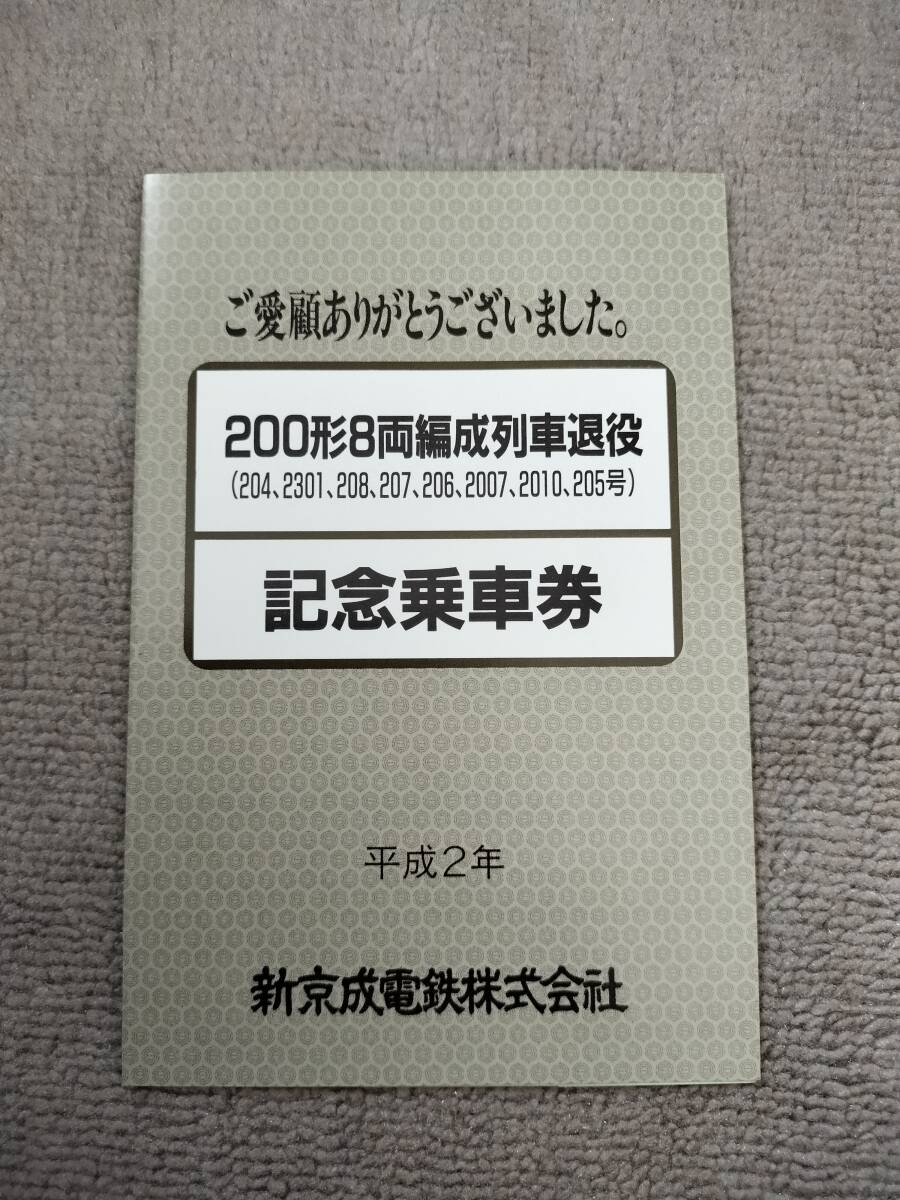 ご愛顧ありがとうございました。
200形8両編成列車退役
(204、2301、208、207、206、2007、2010、205号)
記念乗車券
平成2年
新京成電鉄株式会社